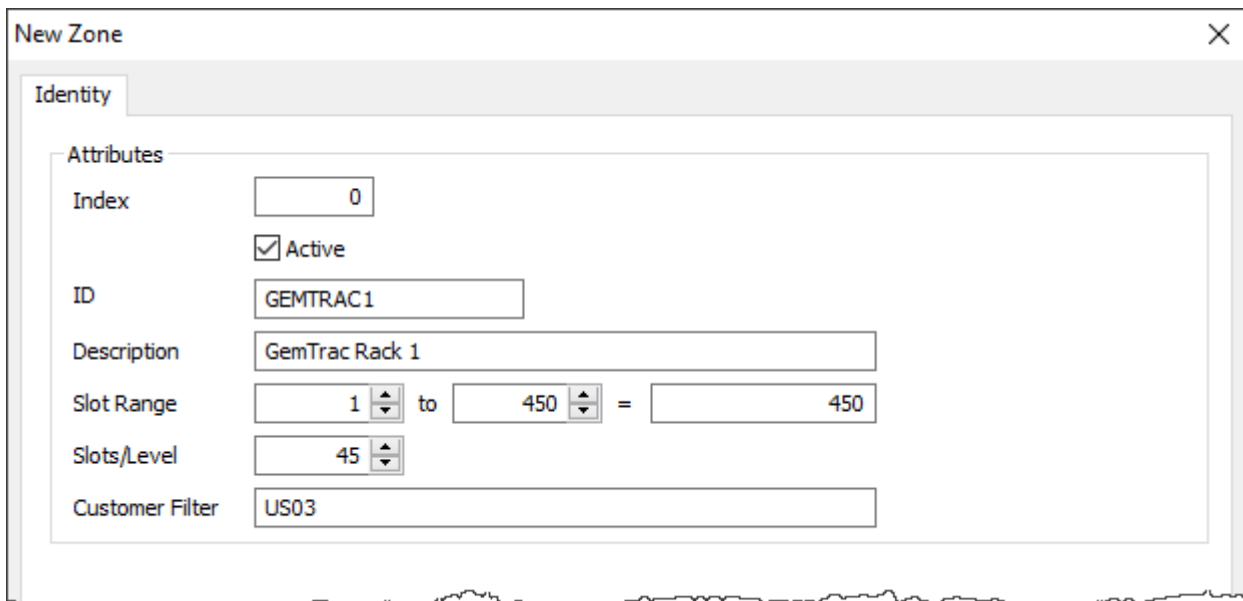 New Zone
Identity
Attributes
Index 0
Active
ID GEMTRAC1
Description GemTrac Rack 1
Slot Range 1 to 450 = 450
Slots/Level 45
Customer Filter US03